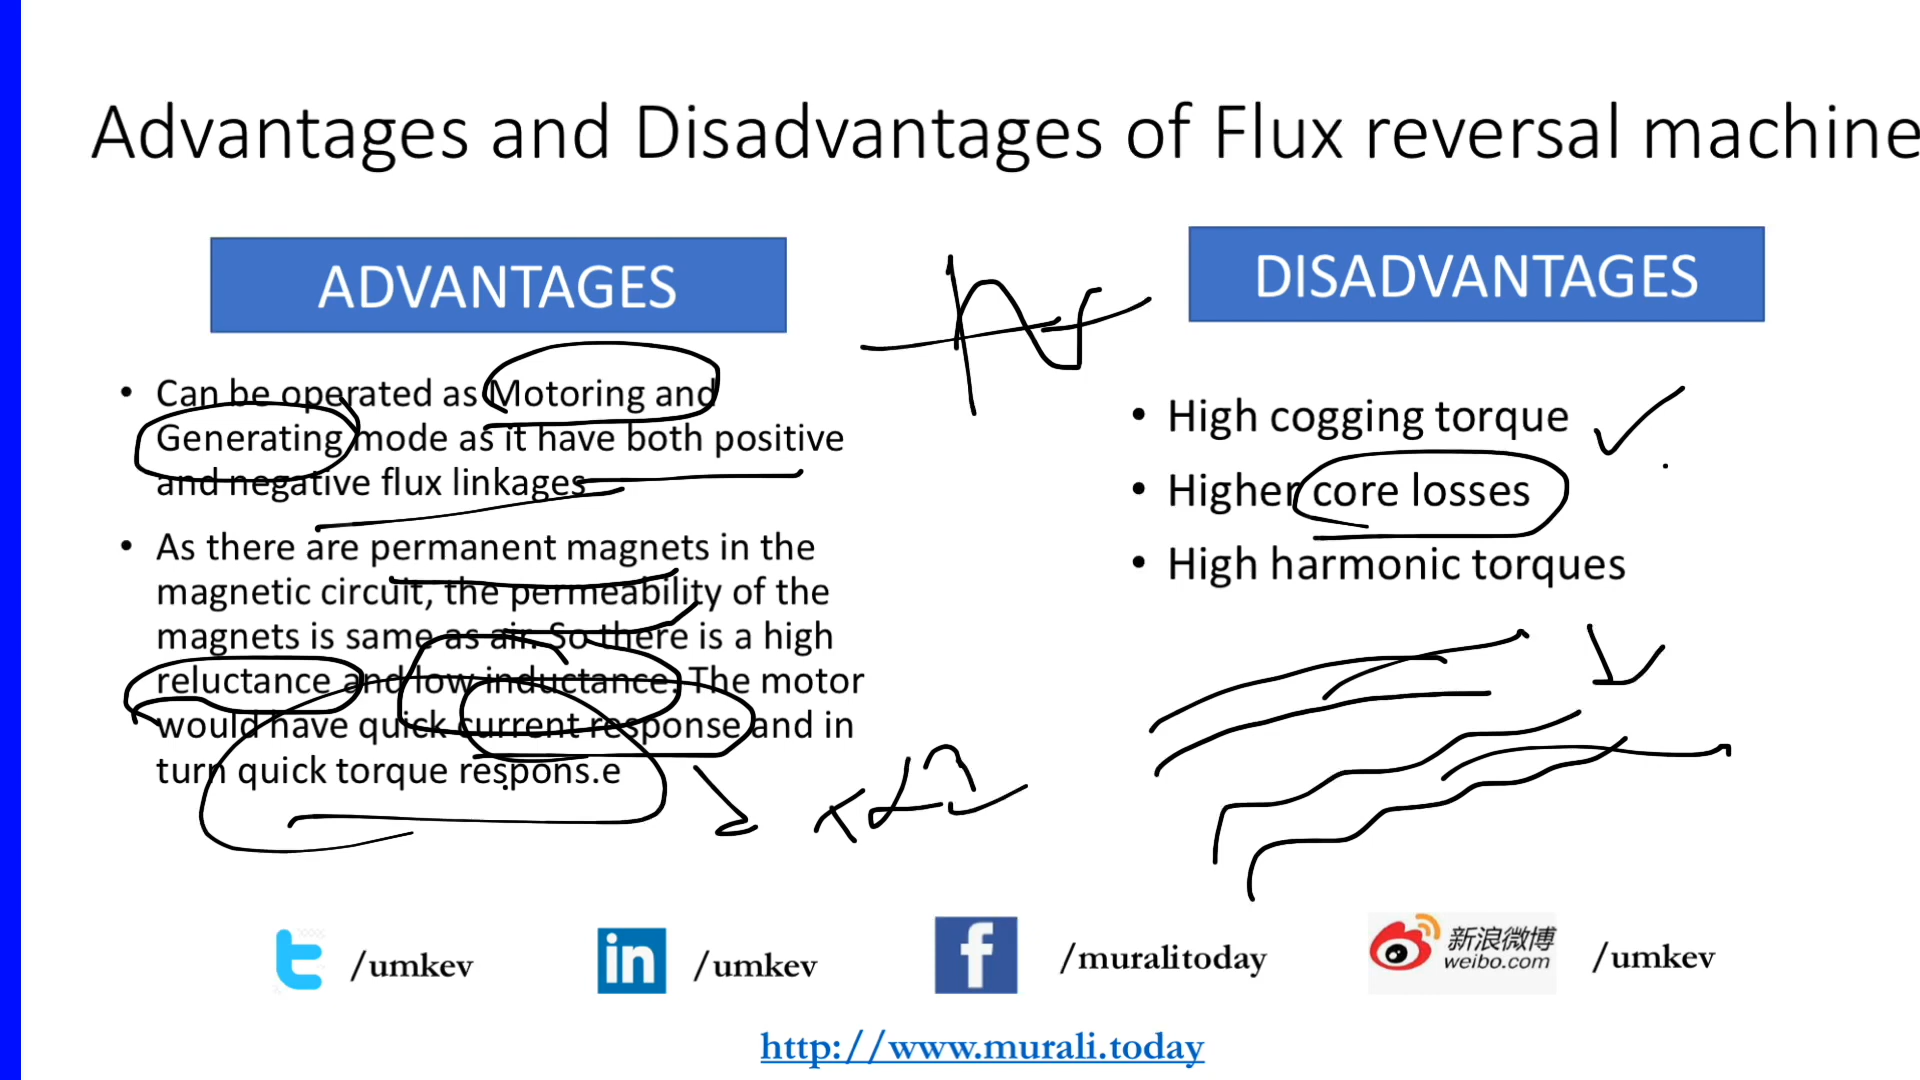 Advantages and Disadvantages of Flux reversal machine
ADVANTAGES
• Can be operated as Motoring and
Generating mode as it have both positive
and negative flux linkages
• As there are permanent magnets in the
magnetic circuit, the permeability of the
magnets is same as air. So there is a high
reluctance and low inductance. The motor
would have quick current response and in
turn quick torque respons.e
DISADVANTAGES
• High cogging torque
• Higher core losses
• High harmonic torques
/umkev
in
/umkev
f
/muralitoday
新浪微博
weibo.com
/umkev
http://www.murali.today